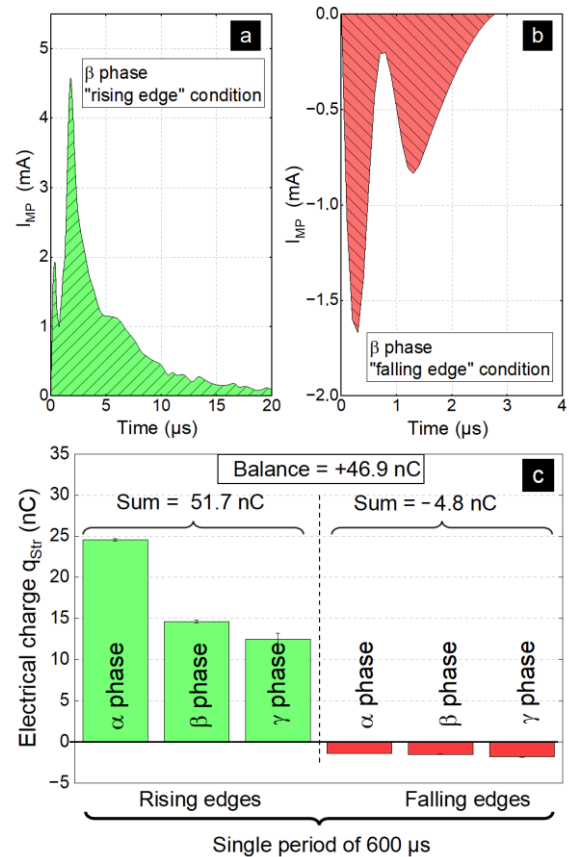 a
β phase
"rising edge" condition
I_MP (mA)
5
4
3
2
1
0
0 5 10 15 20
Time (µs)
b
β phase
"falling edge" condition
I_MP (mA)
0.0
−0.5
−1.0
−1.5
−2.0
0 1 2 3 4
Time (µs)
c
Balance = +46.9 nC
Sum = 51.7 nC
Sum = −4.8 nC
Electrical charge q_Str (nC)
35
30
25
20
15
10
5
0
−5
α phase
β phase
γ phase
α phase
β phase
γ phase
Rising edges
Falling edges
Single period of 600 µs